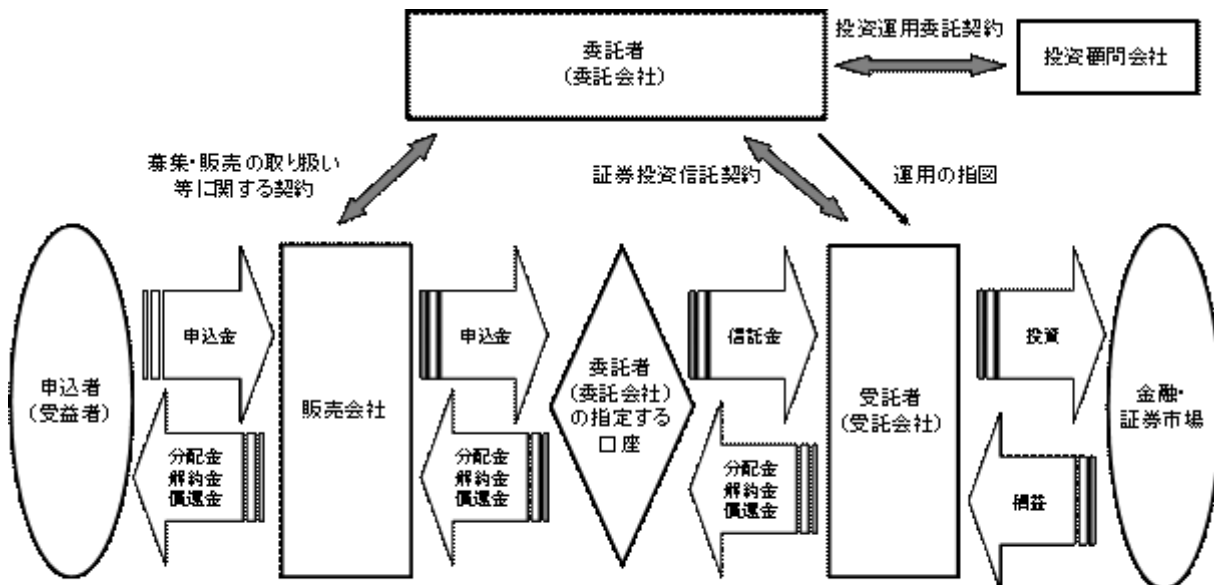 委託者
(委託会社)
投資運用委託契約
投資顧問会社
募集・販売の取り扱い
等に関する契約
証券投資信託契約
運用の指図
申込者
(受益者)
申込金
分配金
解約金
償還金
販売会社
申込金
分配金
解約金
償還金
委託者
(委託会社)
の指定する
口座
信託金
分配金
解約金
償還金
受託者
(受託会社)
投資
損益
金融・
証券市場